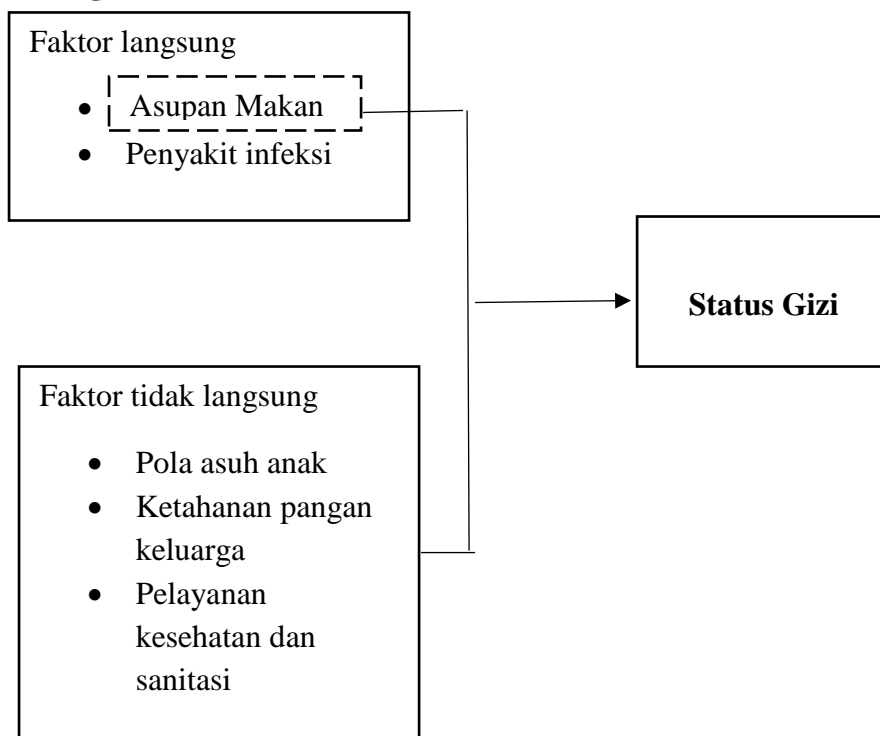 Faktor langsung
• Asupan Makan
• Penyakit infeksi
Status Gizi
Faktor tidak langsung
• Pola asuh anak
• Ketahanan pangan
keluarga
• Pelayanan
kesehatan dan
sanitasi